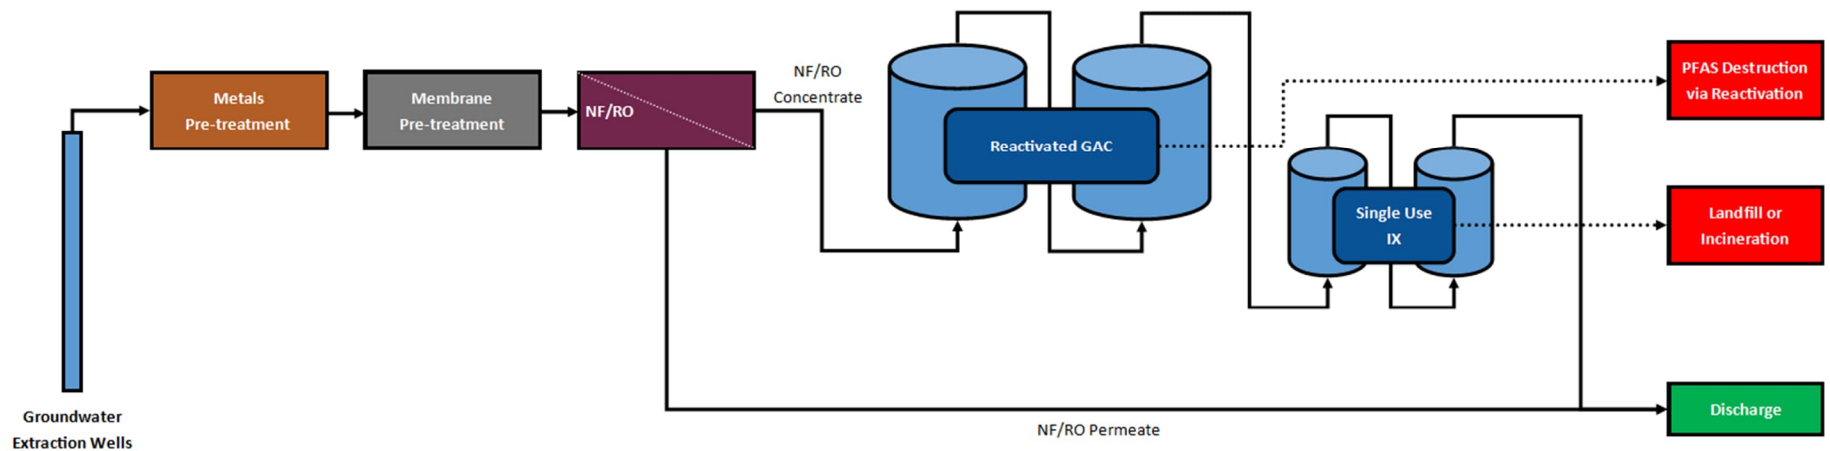 Metals
Pre-treatment
Membrane
Pre-treatment
NF/RO
NF/RO
Concentrate
Reactivated GAC
Single Use
IX
PFAS Destruction
via Reactivation
Landfill or
Incineration
Discharge
Groundwater
Extraction Wells
NF/RO Permeate